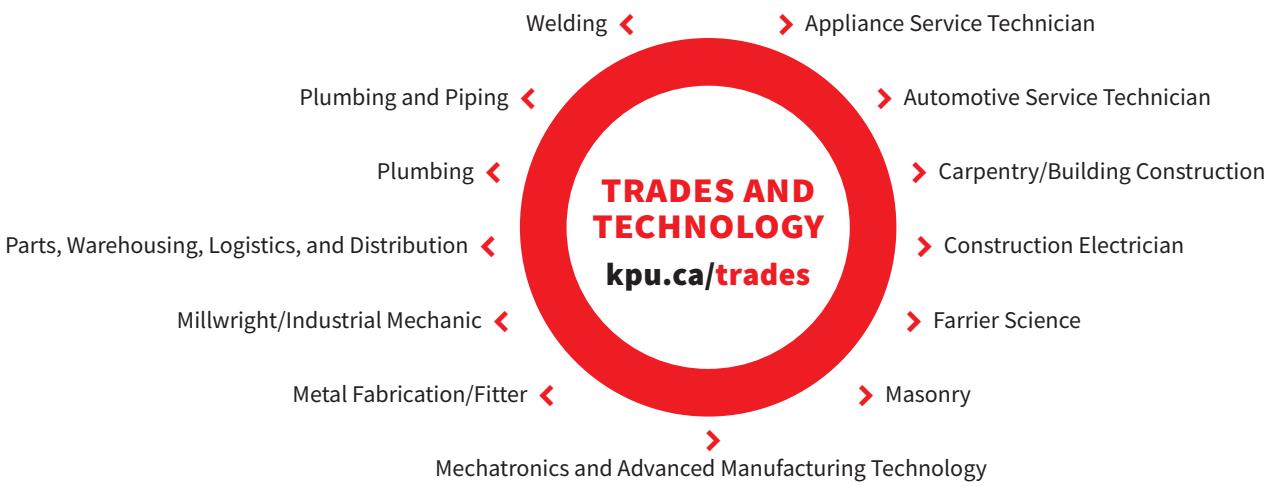 Welding
Appliance Service Technician
Plumbing and Piping
Automotive Service Technician
Plumbing
Carpentry/Building Construction
TRADES AND
TECHNOLOGY
kpu.ca/trades
Parts, Warehousing, Logistics, and Distribution
Construction Electrician
Millwright/Industrial Mechanic
Farrier Science
Metal Fabrication/Fitter
Masonry
Mechatronics and Advanced Manufacturing Technology